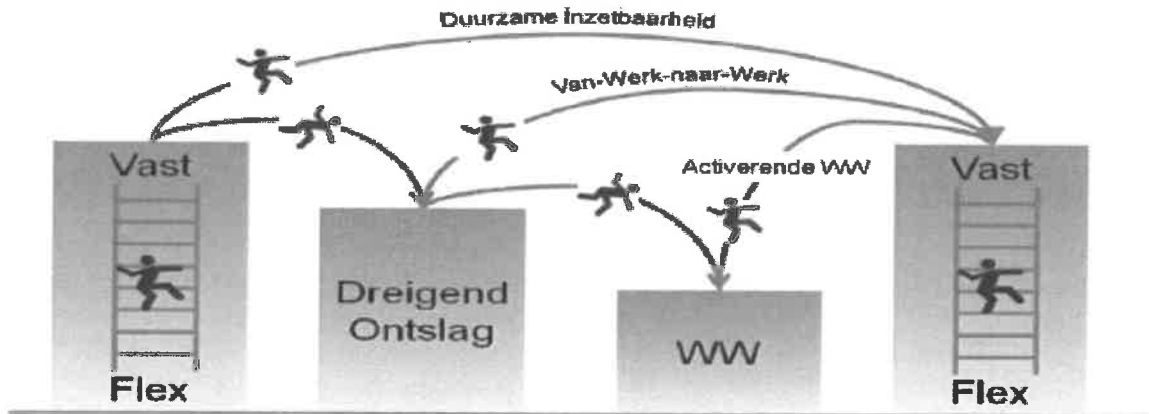 Duurzame Inzetbaarheid
Van-Werk-naar-Werk
Activerende WW
Vast
Flex
Dreigend
Ontslag
WW
Vast
Flex